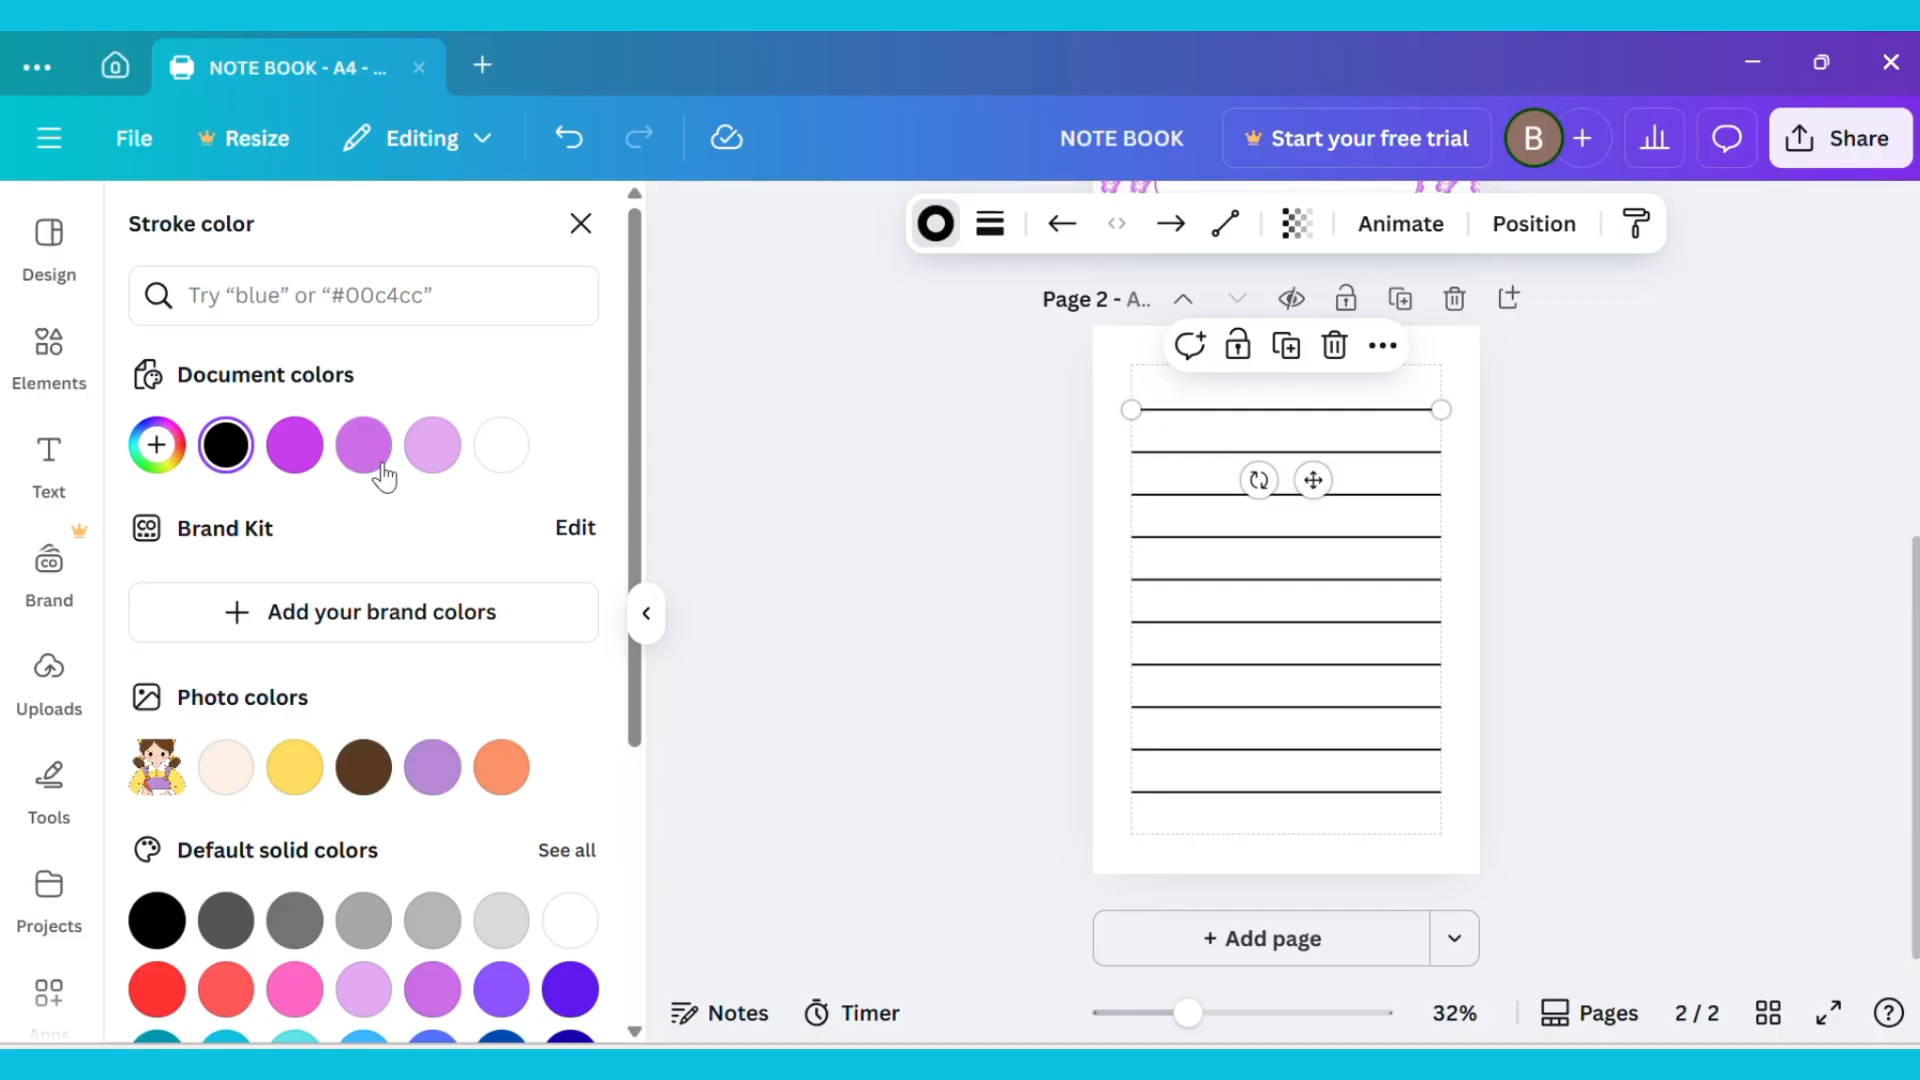 NOTE BOOK - A4 - ...
File
Resize
Editing
NOTE BOOK
Start your free trial
B
Share
Design
Elements
Text
Brand
Uploads
Tools
Projects
Apps
Stroke color
Try “blue” or “#00c4cc”
Document colors
Brand Kit
Edit
Add your brand colors
Photo colors
Default solid colors
See all
Animate
Position
Page 2 - A..
+ Add page
Notes
Timer
32%
Pages
2 / 2